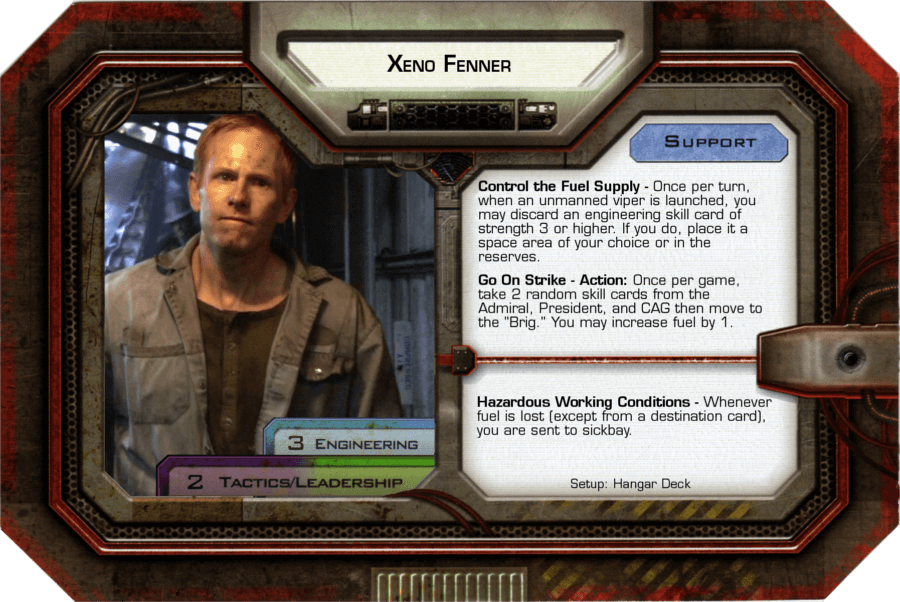 Xeno Fenner
Support
Control the Fuel Supply - Once per turn,
when an unmanned viper is launched, you
may discard an engineering skill card of
strength 3 or higher. If you do, place it a
space area of your choice or in the
reserves.
Go On Strike - Action: Once per game,
take 2 random skill cards from the
Admiral, President, and CAG then move to
the "Brig." You may increase fuel by 1.
Hazardous Working Conditions - Whenever
fuel is lost (except from a destination card),
you are sent to sickbay.
Setup: Hangar Deck
3 Engineering
2 Tactics/Leadership